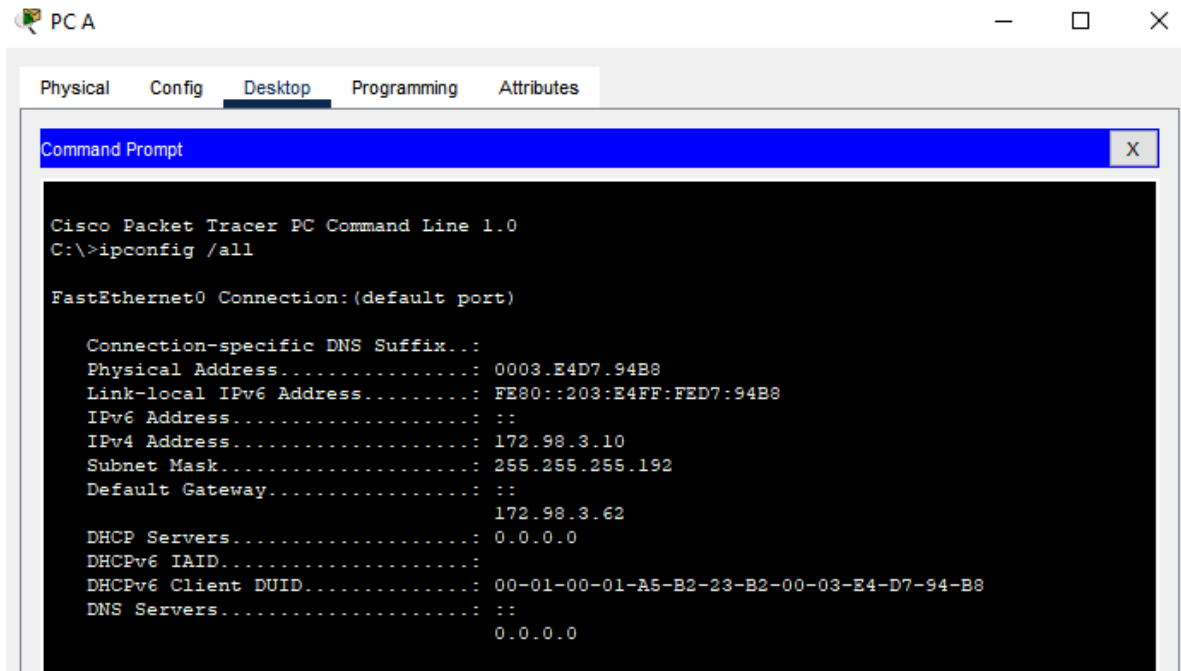 PC A
Physical Config Desktop Programming Attributes
Command Prompt
X
Cisco Packet Tracer PC Command Line 1.0
C:\>ipconfig /all
FastEthernet0 Connection:(default port)
Connection-specific DNS Suffix..:
Physical Address................: 0003.E4D7.94B8
Link-local IPv6 Address.........: FE80::203:E4FF:FED7:94B8
IPv6 Address....................: ::
IPv4 Address....................: 172.98.3.10
Subnet Mask.....................: 255.255.255.192
Default Gateway.................: ::
172.98.3.62
DHCP Servers....................: 0.0.0.0
DHCPv6 IAID.....................:
DHCPv6 Client DUID..............: 00-01-00-01-A5-B2-23-B2-00-03-E4-D7-94-B8
DNS Servers.....................: ::
0.0.0.0